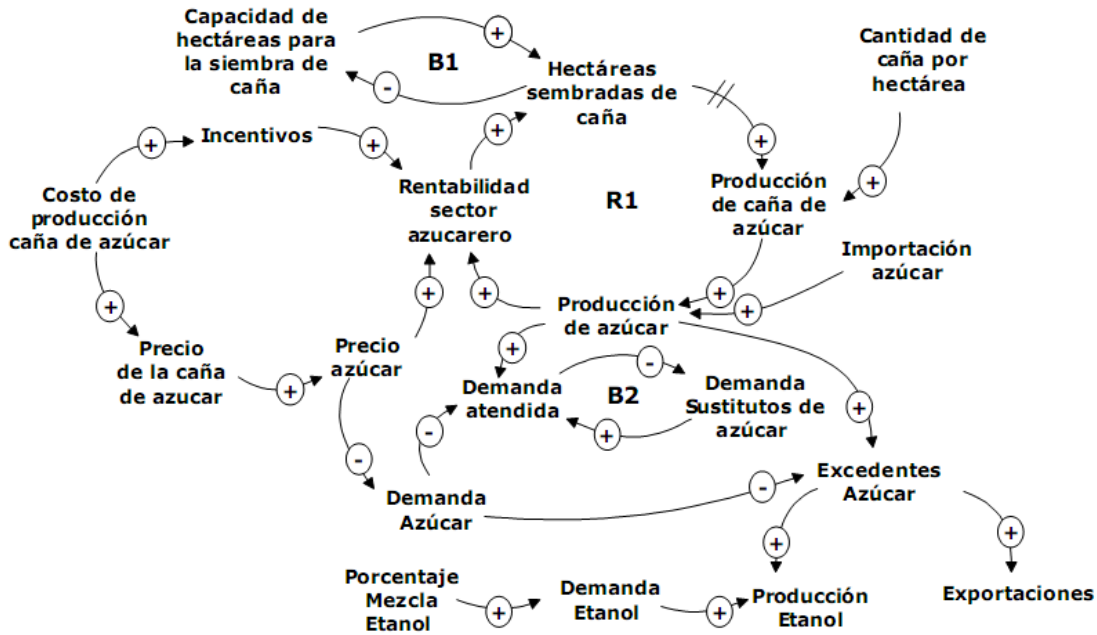 Capacidad de
hectáreas para
la siembra de
caña
+
B1
-
Hectáreas
sembradas de
caña
Cantidad de
caña por
hectárea
+
Incentivos
+
+
+
+
Costo de
producción
caña de azúcar
Rentabilidad
sector
azucarero
R1
Producción
de caña de
azúcar
Importación
azúcar
+
+
+
+
+
Producción
de azúcar
Precio
de la caña
de azucar
+
Precio
azúcar
+
-
Demanda
atendida
B2
Demanda
Sustitutos de
azúcar
+
+
-
-
Demanda
Azúcar
-
Excedentes
Azúcar
+
+
Porcentaje
Mezcla
Etanol
+
Demanda
Etanol
+
Producción
Etanol
Exportaciones